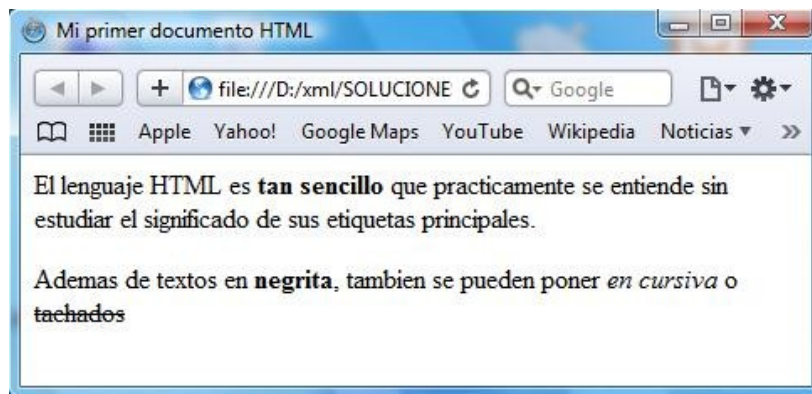 Mi primer documento HTML
file:///D:/xml/SOLUCIONE
Google
Apple Yahoo! Google Maps YouTube Wikipedia Noticias
El lenguaje HTML es tan sencillo que practicamente se entiende sin
estudiar el significado de sus etiquetas principales.
Ademas de textos en negrita, tambien se pueden poner en cursiva o
tachados